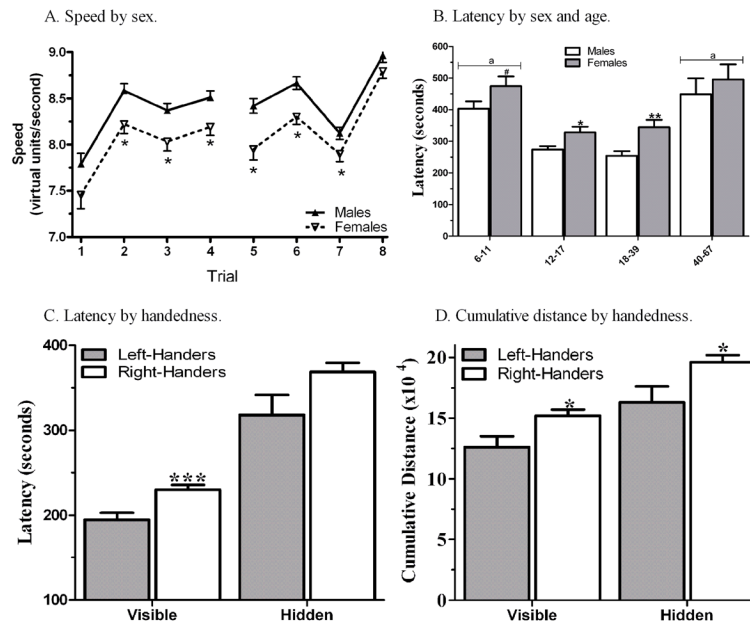 A. Speed by sex.
9.0
8.5
8.0
7.5
7.0
Speed
(virtual units/second)
* * * * * *
Males
Females
1 2 3 4 5 6 7 8
Trial
B. Latency by sex and age.
600
500
400
300
200
100
0
Latency (seconds)
Males
Females
a # * ** a
6-11 12-17 18-39 40-67
C. Latency by handedness.
400
300
200
100
Latency (seconds)
Left-Handers
Right-Handers
***
Visible Hidden
D. Cumulative distance by handedness.
20
15
10
5
0
Cumulative Distance (x10 4)
Left-Handers
Right-Handers
* *
Visible Hidden